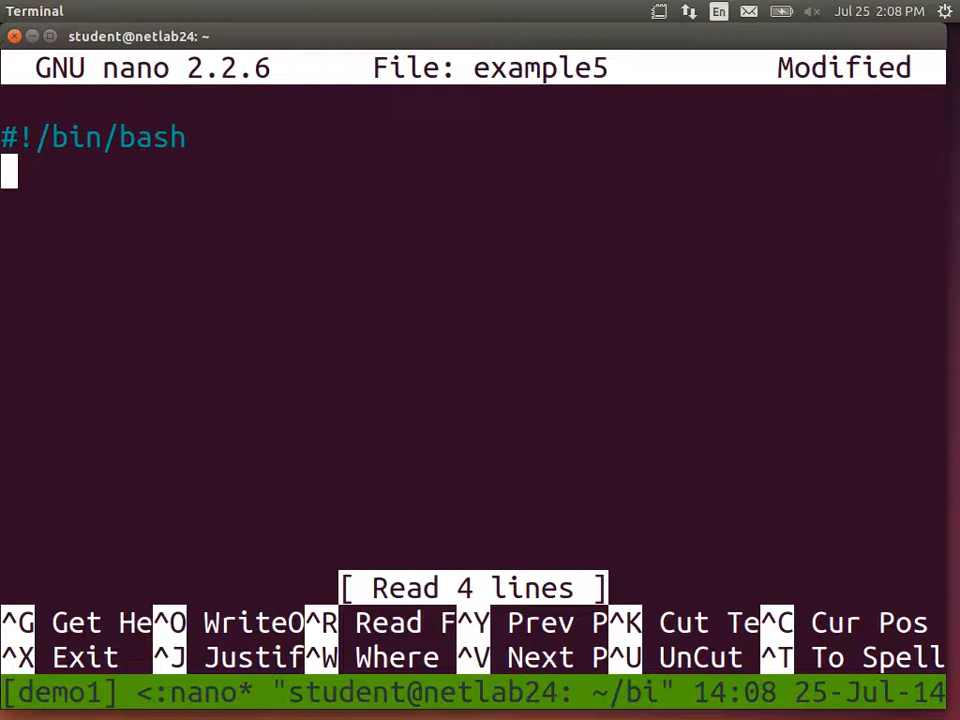 Terminal En Jul 25 2:08 PM
student@netlab24: ~
GNU nano 2.2.6 File: example5 Modified
#!/bin/bash
[ Read 4 lines ]
^G Get He^O WriteO^R Read F^Y Prev P^K Cut Te^C Cur Pos
^X Exit ^J Justif^W Where ^V Next P^U UnCut ^T To Spell
[demo1] <:nano* "student@netlab24: ~/bi" 14:08 25-Jul-14